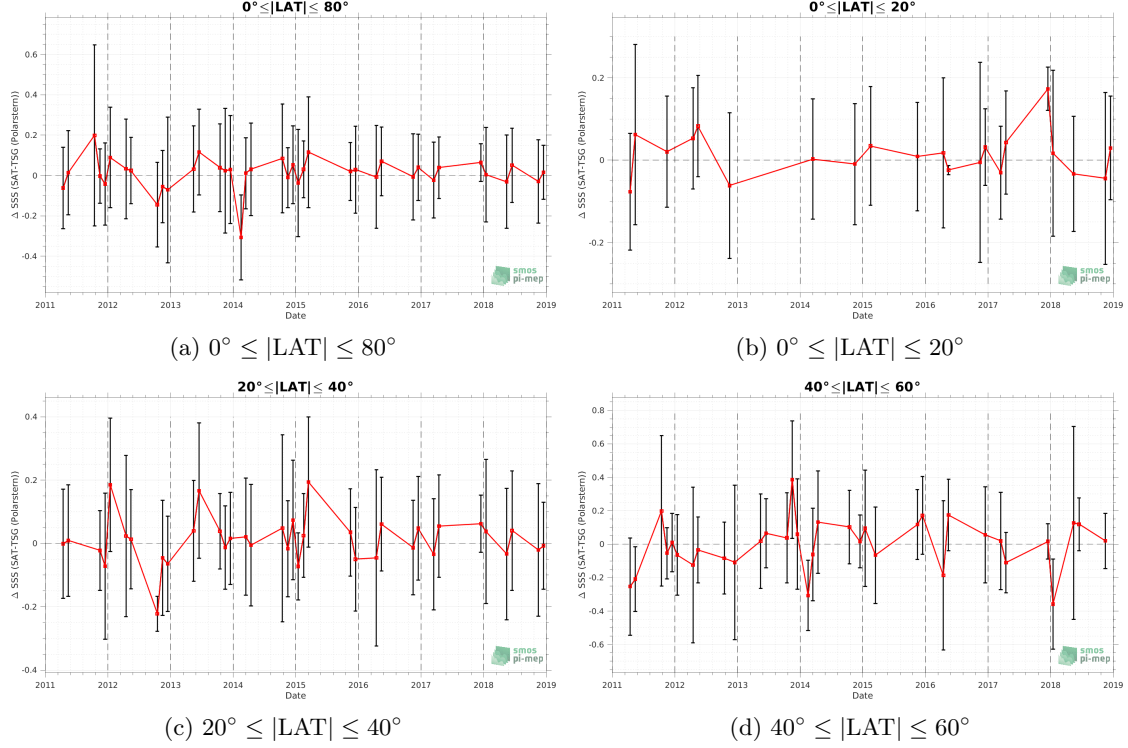 0°≤|LAT|≤ 80°
Δ SSS (SAT-TSG (Polarstern))
0.6
0.4
0.2
0
-0.2
-0.4
2011 2012 2013 2014 2015 2016 2017 2018 2019
Date
smos
pi-mep
(a) 0° ≤ |LAT| ≤ 80°
0°≤|LAT|≤ 20°
Δ SSS (SAT-TSG (Polarstern))
0.2
0
-0.2
2011 2012 2013 2014 2015 2016 2017 2018 2019
Date
smos
pi-mep
(b) 0° ≤ |LAT| ≤ 20°
20°≤|LAT|≤ 40°
Δ SSS (SAT-TSG (Polarstern))
0.4
0.2
0
-0.2
-0.4
2011 2012 2013 2014 2015 2016 2017 2018 2019
Date
smos
pi-mep
(c) 20° ≤ |LAT| ≤ 40°
40°≤|LAT|≤ 60°
Δ SSS (SAT-TSG (Polarstern))
0.8
0.6
0.4
0.2
0
-0.2
-0.4
-0.6
2011 2012 2013 2014 2015 2016 2017 2018 2019
Date
smos
pi-mep
(d) 40° ≤ |LAT| ≤ 60°